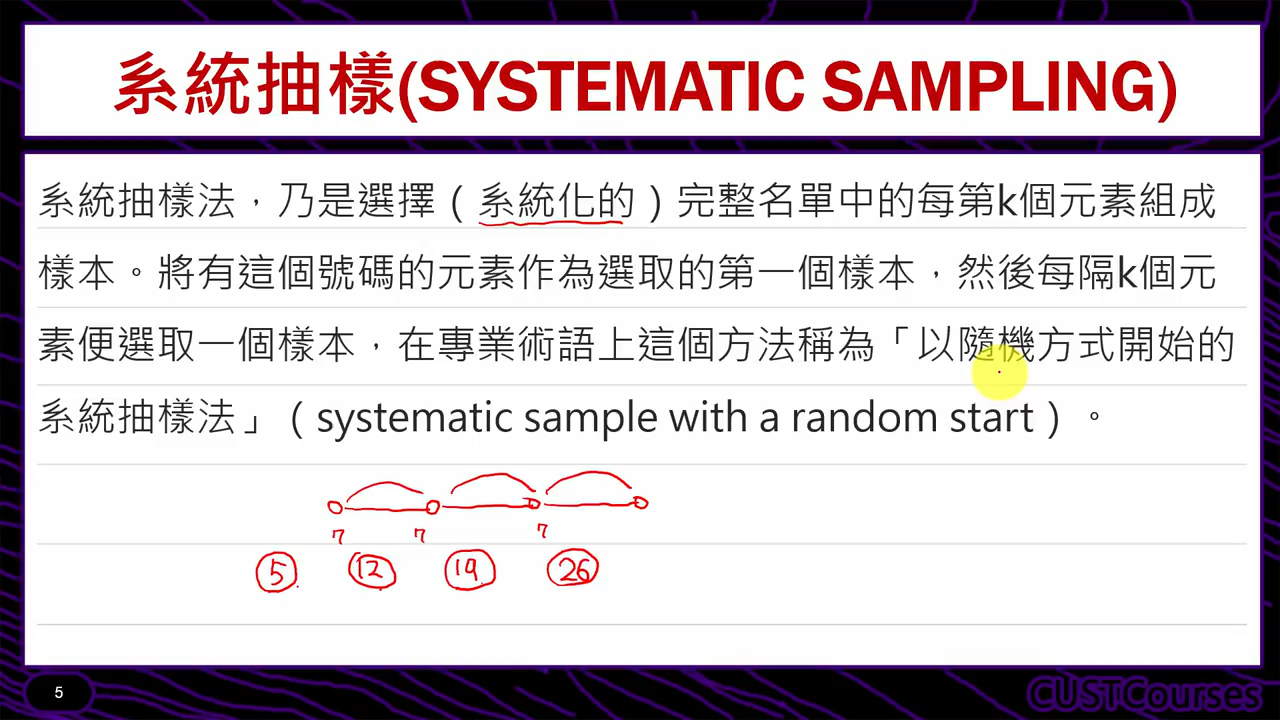 系統抽樣(SYSTEMATIC SAMPLING)
系統抽樣法，乃是選擇（系統化的）完整名單中的每第k個元素組成
樣本。將有這個號碼的元素作為選取的第一個樣本，然後每隔k個元
素便選取一個樣本，在專業術語上這個方法稱為「以隨機方式開始的
系統抽樣法」（systematic sample with a random start）。
7 7 7
5 12 19 26
5
CUSTCourses